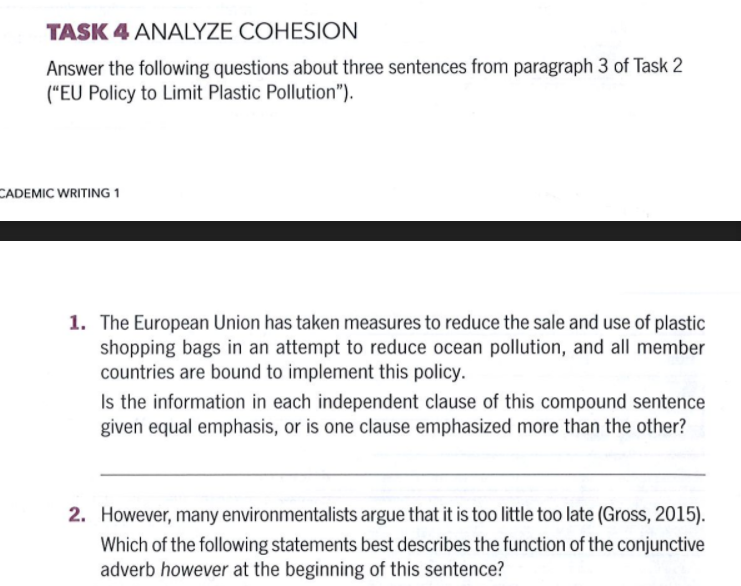 TASK 4 ANALYZE COHESION
Answer the following questions about three sentences from paragraph 3 of Task 2
("EU Policy to Limit Plastic Pollution").
CADEMIC WRITING 1
1. The European Union has taken measures to reduce the sale and use of plastic
shopping bags in an attempt to reduce ocean pollution, and all member
countries are bound to implement this policy.
Is the information in each independent clause of this compound sentence
given equal emphasis, or is one clause emphasized more than the other?
2. However, many environmentalists argue that it is too little too late (Gross, 2015).
Which of the following statements best describes the function of the conjunctive
adverb however at the beginning of this sentence?